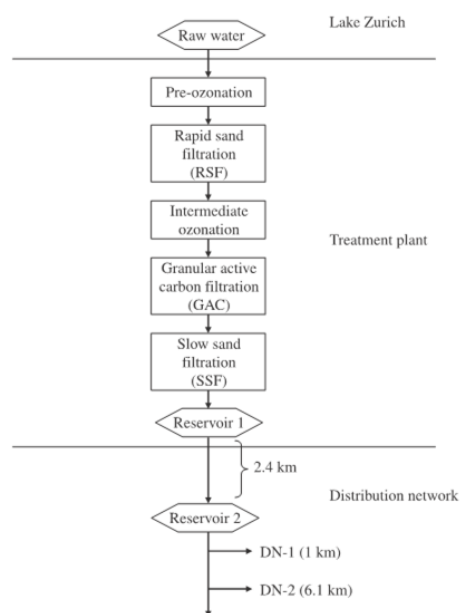 Lake Zurich
Raw water
Pre-ozonation
Rapid sand
filtration
(RSF)
Intermediate
ozonation
Treatment plant
Granular active
carbon filtration
(GAC)
Slow sand
filtration
(SSF)
Reservoir 1
2.4 km
Distribution network
Reservoir 2
DN-1 (1 km)
DN-2 (6.1 km)